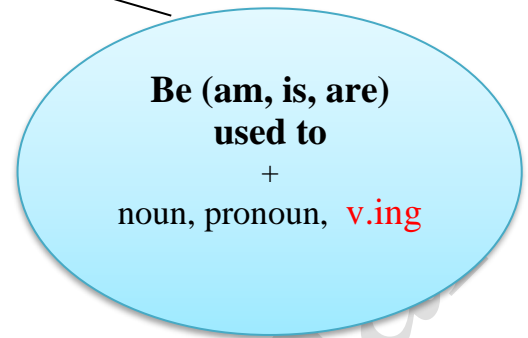 Be (am, is, are)
used to
+
noun, pronoun, v.ing